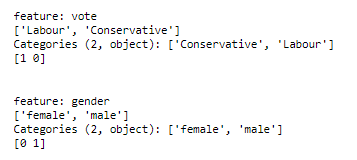 feature: vote
['Labour', 'Conservative']
Categories (2, object): ['Conservative', 'Labour']
[1 0]
feature: gender
['female', 'male']
Categories (2, object): ['female', 'male']
[0 1]